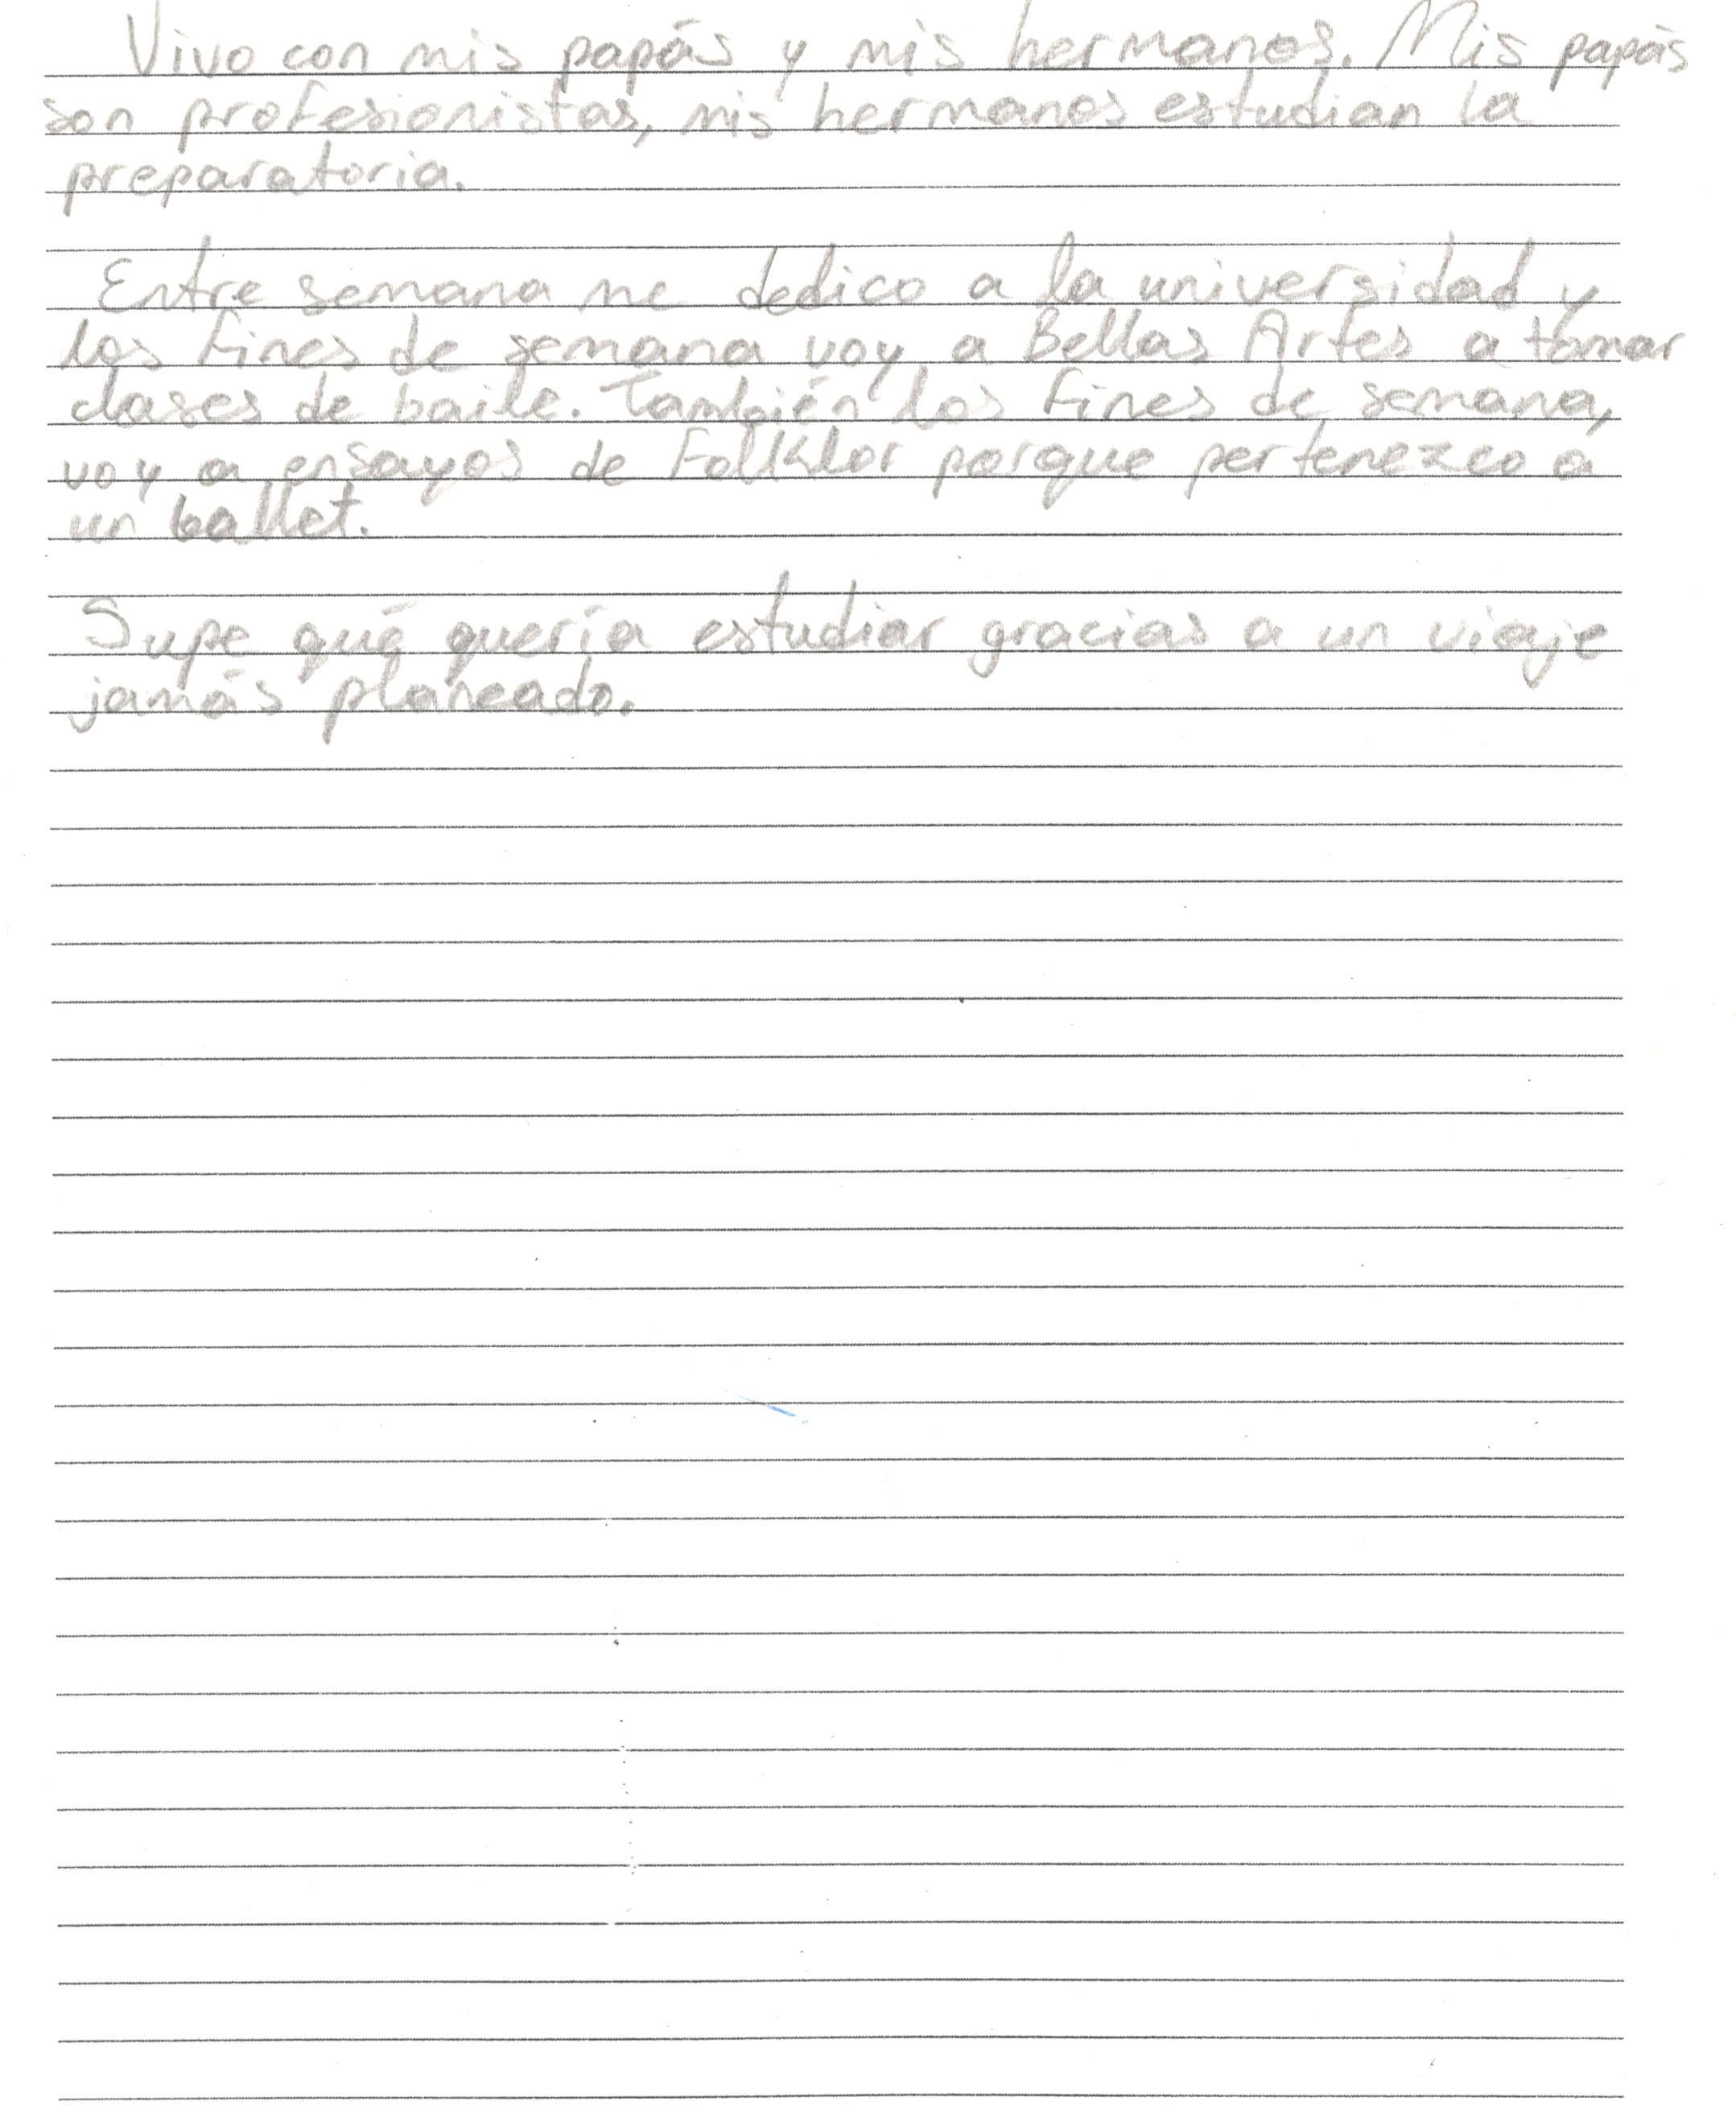 Vivo con mis papás y mis hermanos. Mis papás
son profesionistas, mis hermanos estudian la
preparatoria.
Entre semana me dedico a la universidad y
los fines de semana voy a Bellas Artes a tomar
clases de baile. También los fines de semana,
voy a ensayos de Folklor porque pertenezco a
un ballet.
Supe qué quería estudiar gracias a un viaje
jamás planeado.